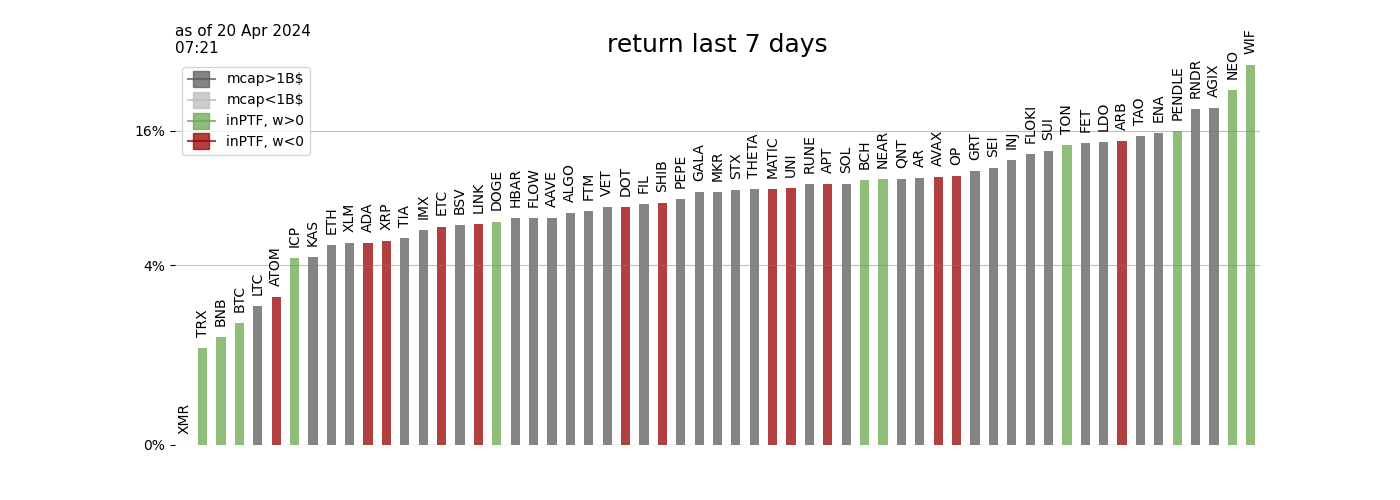 as of 20 Apr 2024
07:21
return last 7 days
mcap>1B$
mcap<1B$
inPTF, w>0
inPTF, w<0
16%
4%
0%
XMR
TRX
BNB
BTC
LTC
ATOM
ICP
KAS
ETH
XLM
ADA
XRP
TIA
IMX
ETC
BSV
LINK
DOGE
HBAR
FLOW
AAVE
ALGO
FTM
VET
DOT
FIL
SHIB
PEPE
GALA
MKR
STX
THETA
MATIC
UNI
RUNE
APT
SOL
BCH
NEAR
QNT
AR
AVAX
OP
GRT
SEI
INJ
FLOKI
SUI
TON
FET
LDO
ARB
TAO
ENA
PENDLE
RNDR
AGIX
NEO
WIF